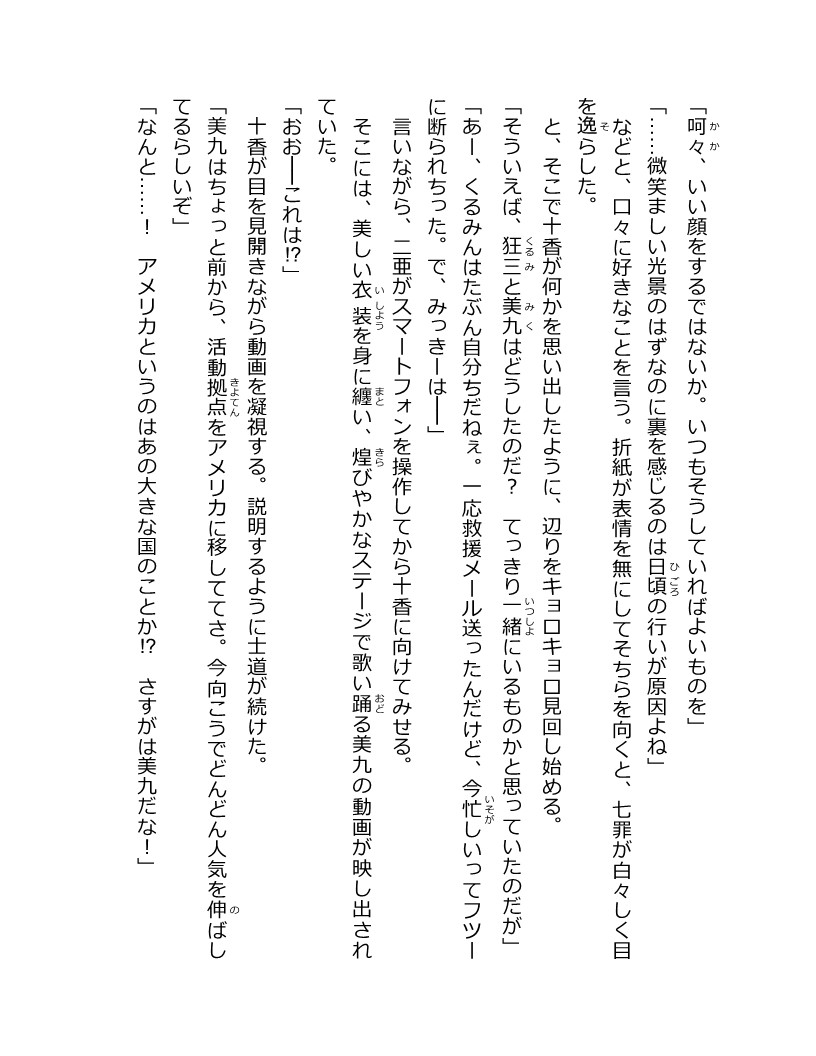 「呵々、いい顔をするではないか。いつもそうしていればよいものを」
「……微笑ましい光景のはずなのに裏を感じるのは日頃の行いが原因よね」
　などと、口々に好きなことを言う。折紙が表情を無にしてそちらを向くと、七罪が白々しく目
を逸らした。
　と、そこで十香が何かを思い出したように、辺りをキョロキョロ見回し始める。
「そういえば、狂三と美九はどうしたのだ？　てっきり一緒にいるものかと思っていたのだが」
「あー、くるみんはたぶん自分ちだねぇ。一応救援メール送ったんだけど、今忙しいってフツー
に断られちった。で、みっきーは――」
　言いながら、二亜がスマートフォンを操作してから十香に向けてみせる。
　そこには、美しい衣装を身に纏い、煌びやかなステージで歌い踊る美九の動画が映し出され
ていた。
「おお――これは!?」
　十香が目を見開きながら動画を凝視する。説明するように士道が続けた。
「美九はちょっと前から、活動拠点をアメリカに移しててさ。今向こうでどんどん人気を伸ばし
てるらしいぞ」
「なんと……！　アメリカというのはあの大きな国のことか!?　さすがは美九だな！」